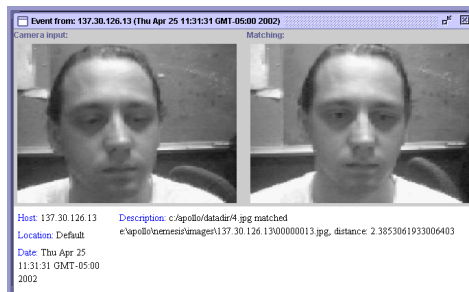 Event from: 137.30.126.13 (Thu Apr 25 11:31:31 GMT-05:00 2002)
Camera input: Matching:
Host: 137.30.126.13 Description: c:/apollo/datadir/4.jpg matched
e:\apollo\nemesis\images\137.30.126.13\00000013.jpg, distance: 2.3853061933006403
Location: Default
Date: Thu Apr 25
11:31:31 GMT-05:00
2002